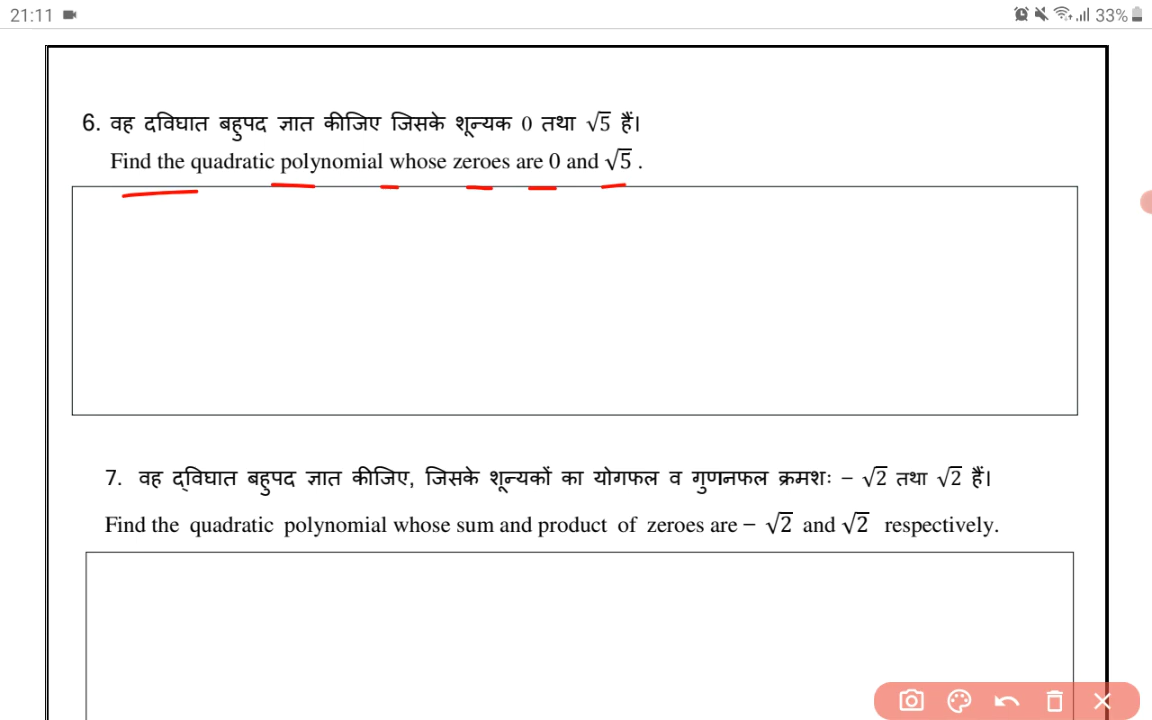 21:11
33%
6. वह दविघात बहुपद ज्ञात कीजिए जिसके शून्यक 0 तथा √5 हैं।
Find the quadratic polynomial whose zeroes are 0 and √5 .
7. वह द्‌विघात बहुपद ज्ञात कीजिए, जिसके शून्यकों का योगफल व गुणनफल क्रमशः − √2 तथा √2 हैं।
Find the quadratic polynomial whose sum and product of zeroes are − √2 and √2 respectively.